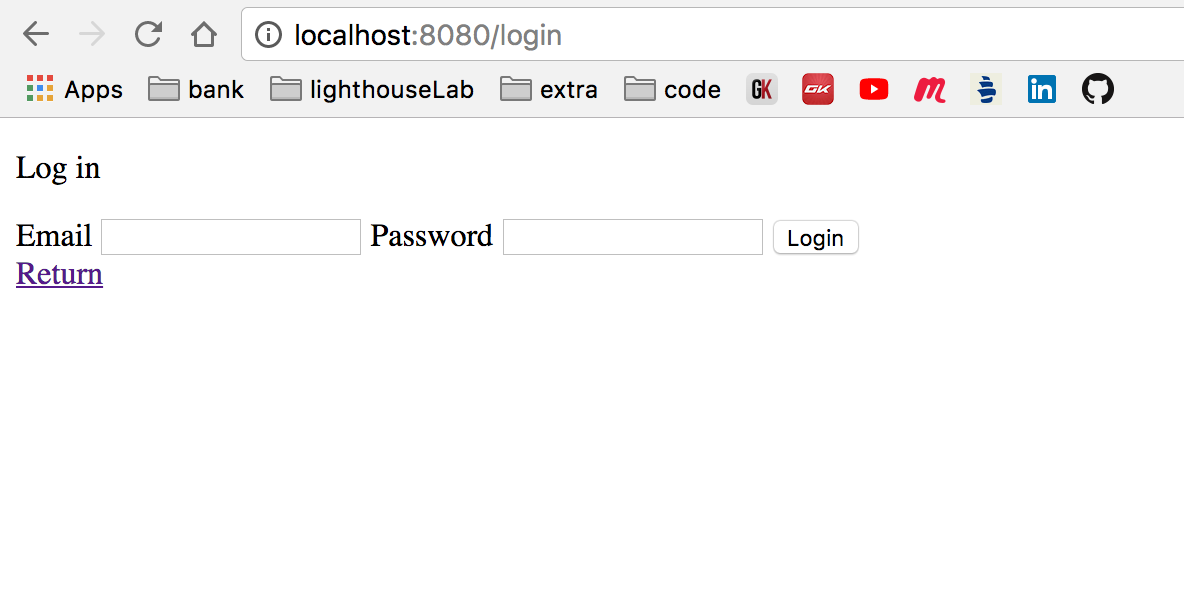 localhost:8080/login
Apps bank lighthouseLab extra code GK GK m in
Log in
Email Password Login
Return